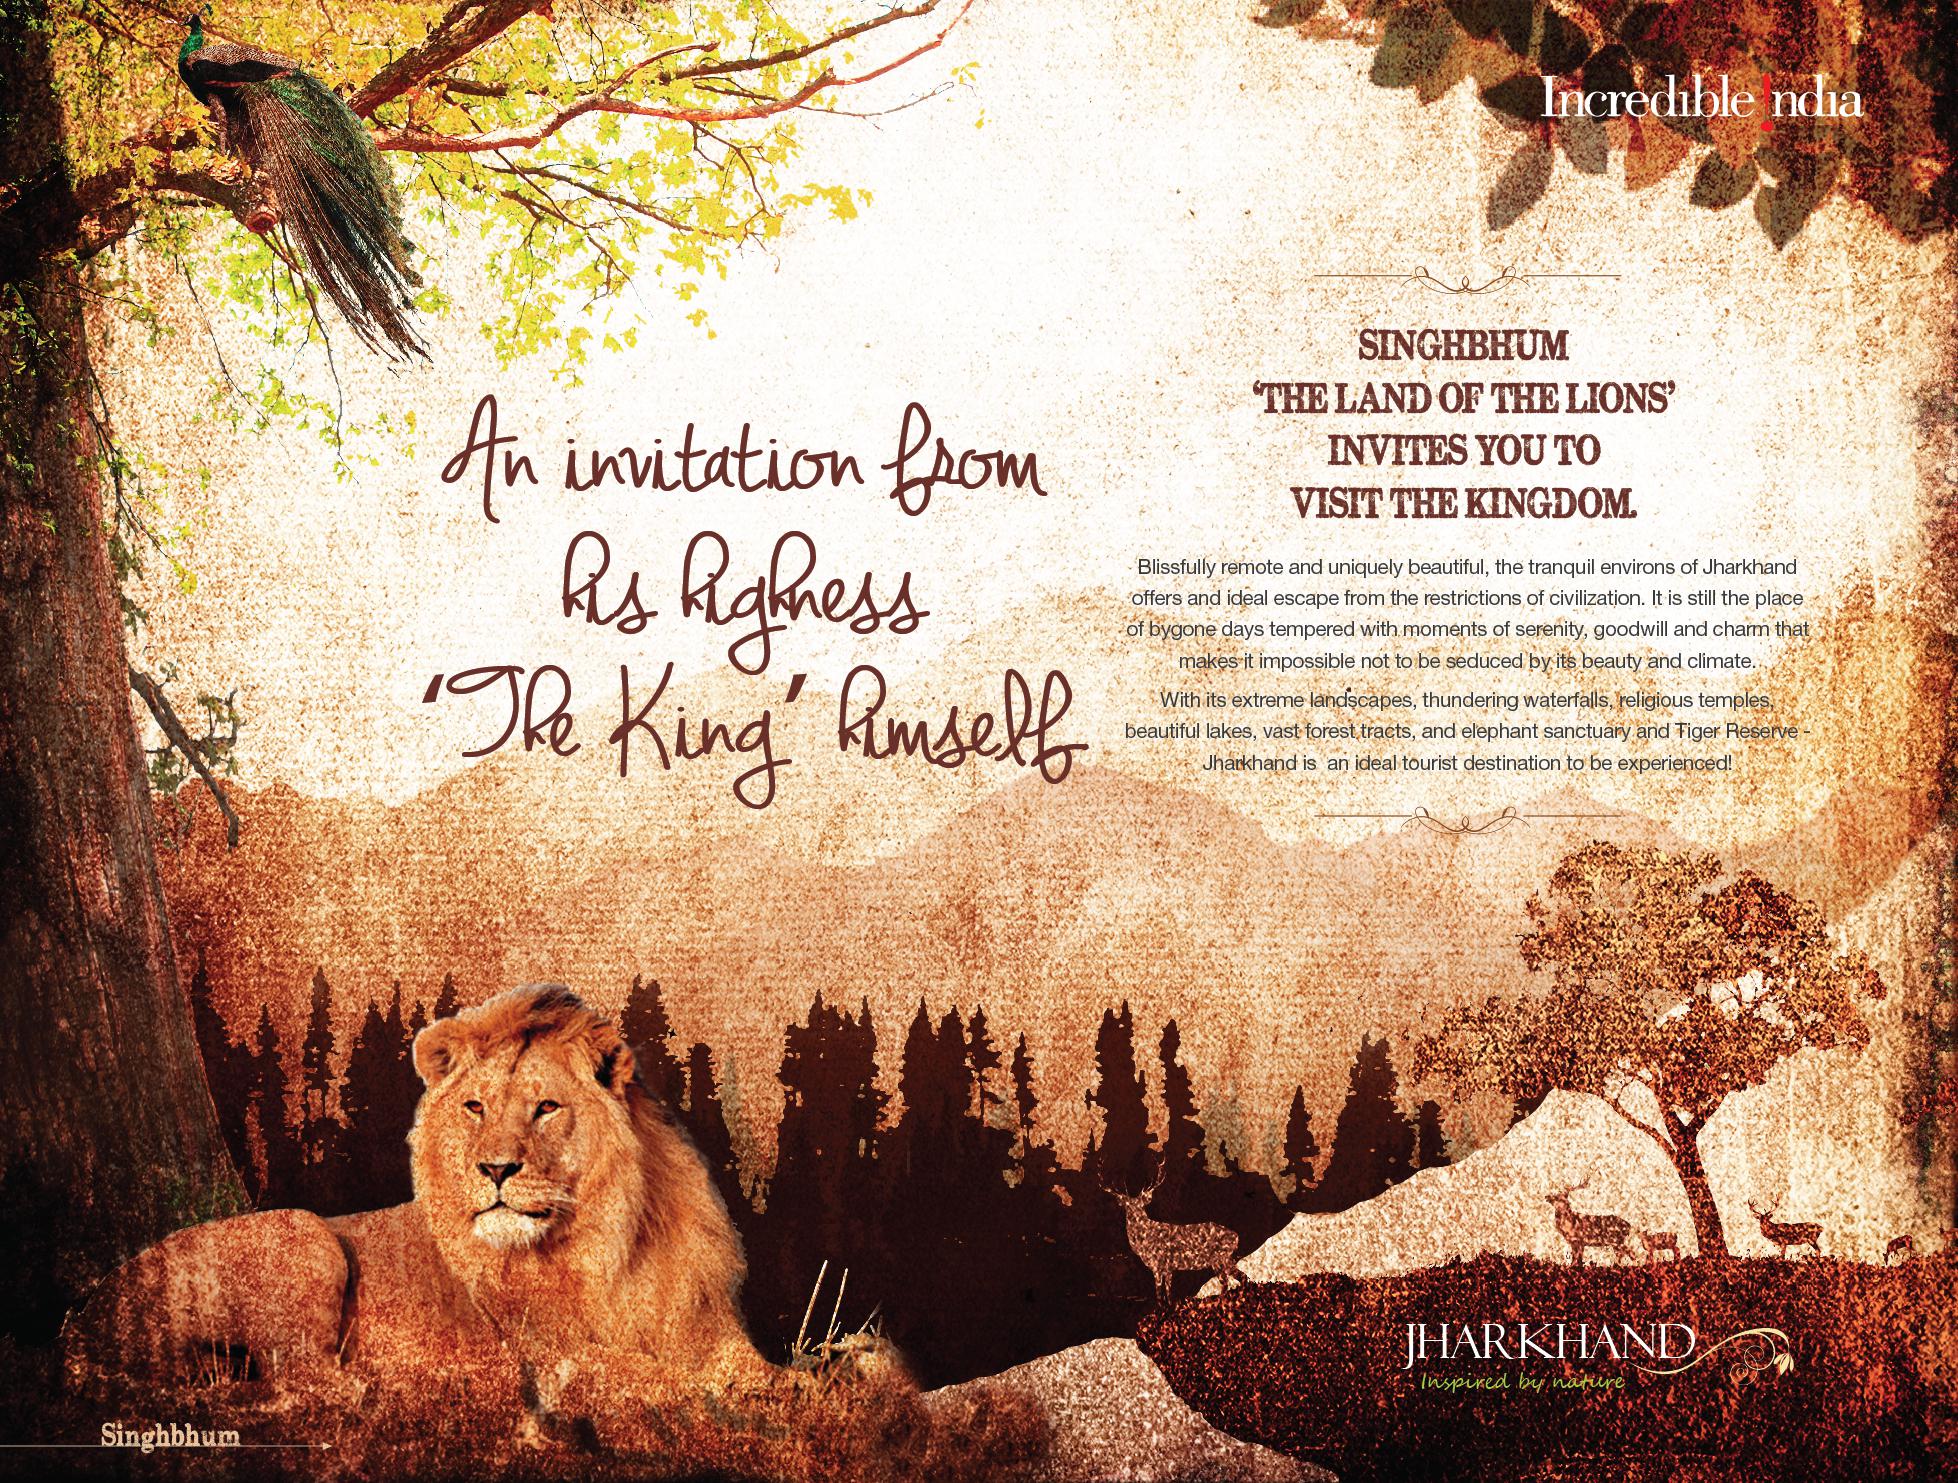 Incredible !ndia
An invitation from
his highness
‘The King’ himself
SINGHBHUM
‘THE LAND OF THE LIONS’
INVITES YOU TO
VISIT THE KINGDOM.
Blissfully remote and uniquely beautiful, the tranquil environs of Jharkhand
offers and ideal escape from the restrictions of civilization. It is still the place
of bygone days tempered with moments of serenity, goodwill and charm that
makes it impossible not to be seduced by its beauty and climate.
With its extreme landscapes, thundering waterfalls, religious temples,
beautiful lakes, vast forest tracts, and elephant sanctuary and Tiger Reserve -
Jharkhand is an ideal tourist destination to be experienced!
JHARKHAND
Inspired by nature
Singhbhum